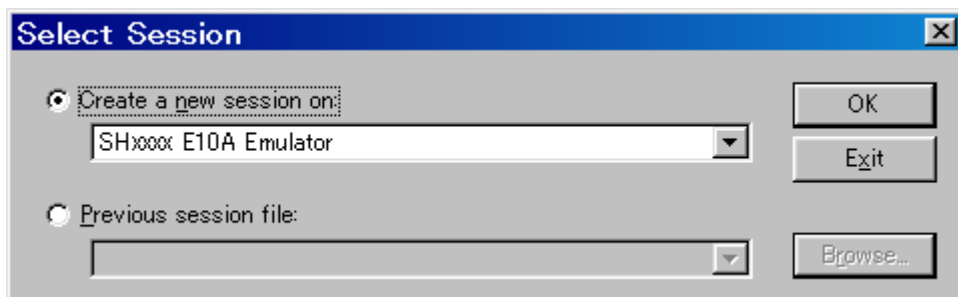 Select Session
Create a new session on:
OK
SHxxxx E10A Emulator
Exit
Previous session file:
Browse...